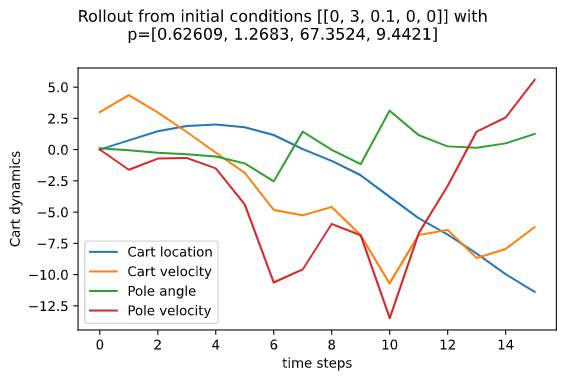 Rollout from initial conditions [[0, 3, 0.1, 0, 0]] with
p=[0.62609, 1.2683, 67.3524, 9.4421]
5.0
2.5
0.0
−2.5
−5.0
−7.5
−10.0
−12.5
Cart dynamics
Cart location
Cart velocity
Pole angle
Pole velocity
0 2 4 6 8 10 12 14
time steps